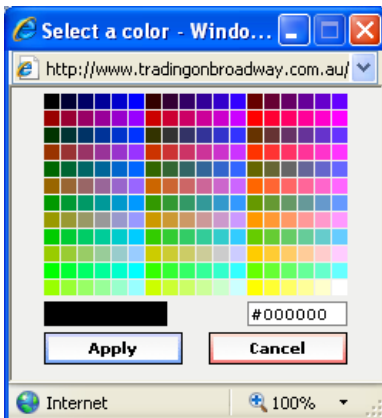 Select a color - Windo...
http://www.tradingonbroadway.com.au/
#000000
Apply Cancel
Internet 100%